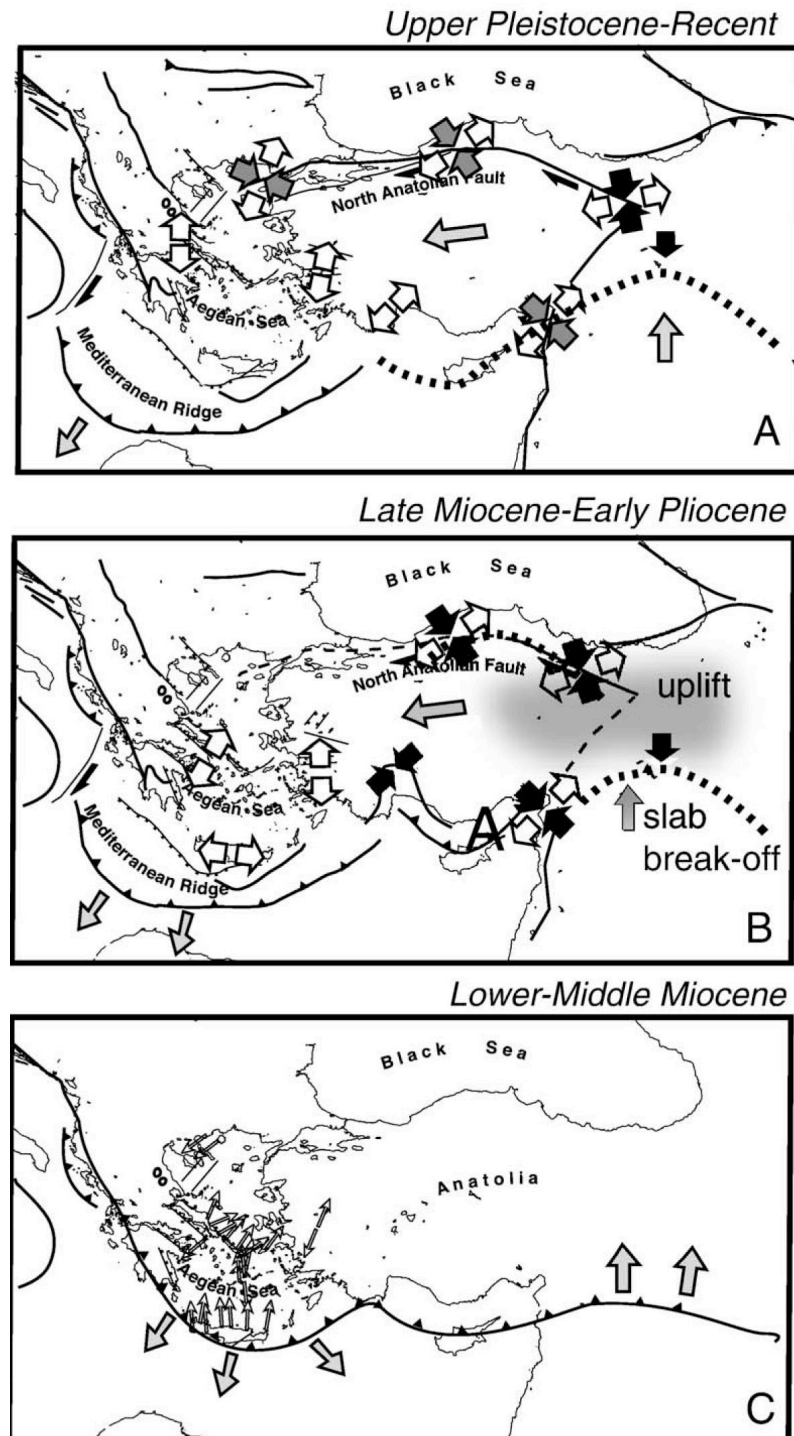 Upper Pleistocene-Recent
Black Sea
North Anatolian Fault
Aegean Sea
Mediterranean Ridge
A
Late Miocene-Early Pliocene
Black Sea
North Anatolian Fault
uplift
Aegean Sea
A
slab
break-off
Mediterranean Ridge
B
Lower-Middle Miocene
Black Sea
Anatolia
Aegean Sea
C